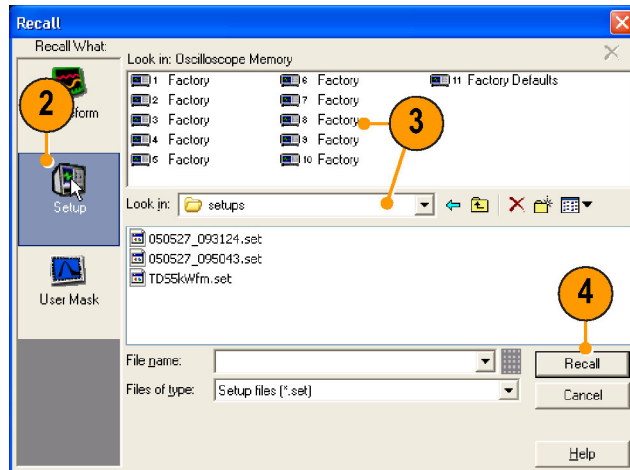 Recall
Recall What:
Look in: Oscilloscope Memory
1 Factory
2 Factory
3 Factory
4 Factory
5 Factory
6 Factory
7 Factory
8 Factory
9 Factory
10 Factory
11 Factory Defaults
2
form
3
Setup
Look in:
setups
050527_093124.set
050527_095043.set
TDS5kWfm.set
User Mask
4
File name:
Recall
Files of type:
Setup files (*.set)
Cancel
Help